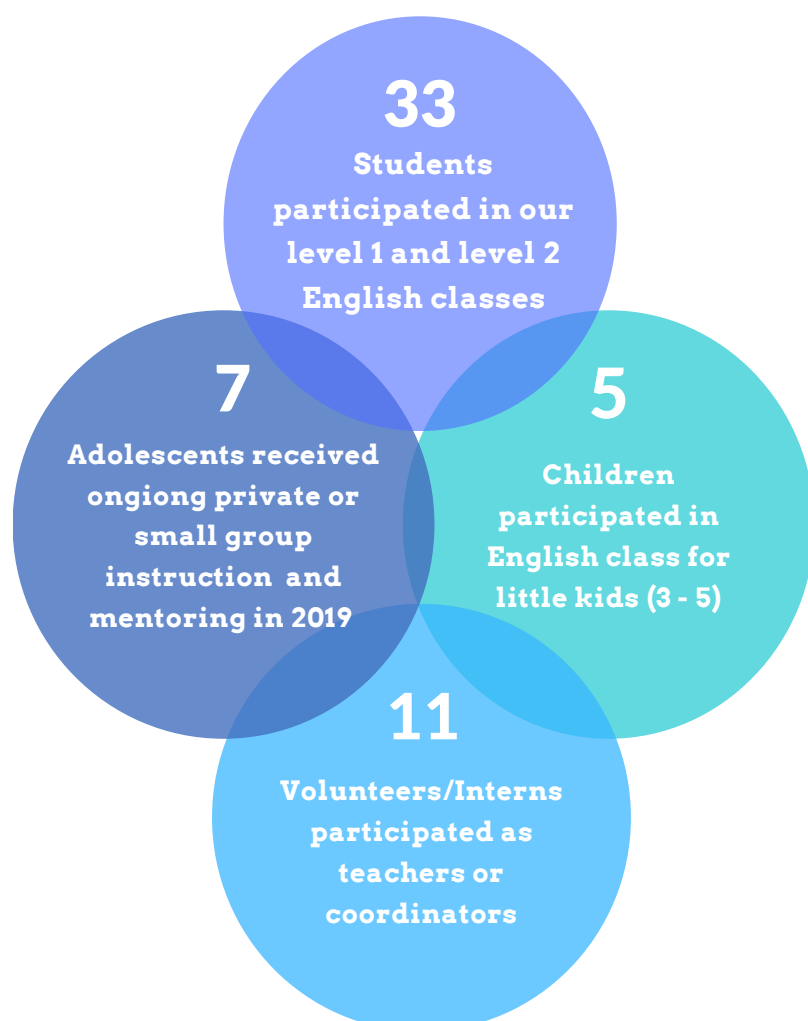 33
Students
participated in our
level 1 and level 2
English classes
7
Adolescents received
ongiong private or
small group
instruction and
mentoring in 2019
5
Children
participated in
English class for
little kids (3 - 5)
11
Volunteers/Interns
participated as
teachers or
coordinators